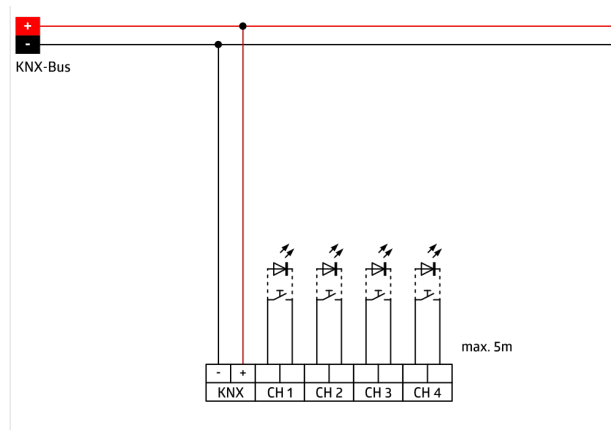 +
-
KNX-Bus
max. 5m
- +
KNX CH 1 CH 2 CH 3 CH 4